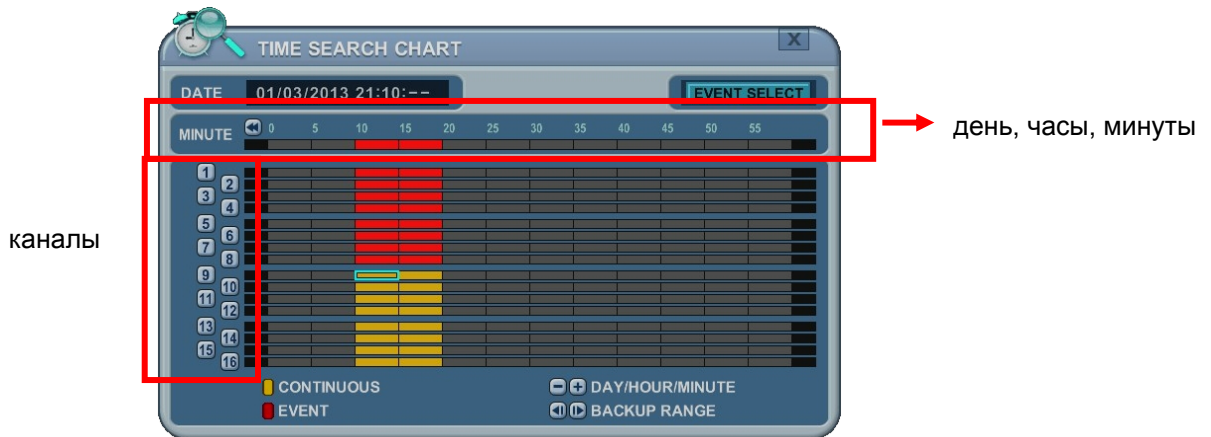 TIME SEARCH CHART X
DATE 01/03/2013 21:10:-- EVENT SELECT
MINUTE 0 5 10 15 20 25 30 35 40 45 50 55
день, часы, минуты
каналы
1
2
3
4
5
6
7
8
9
10
11
12
13
14
15
16
CONTINUOUS - + DAY/HOUR/MINUTE
EVENT BACKUP RANGE